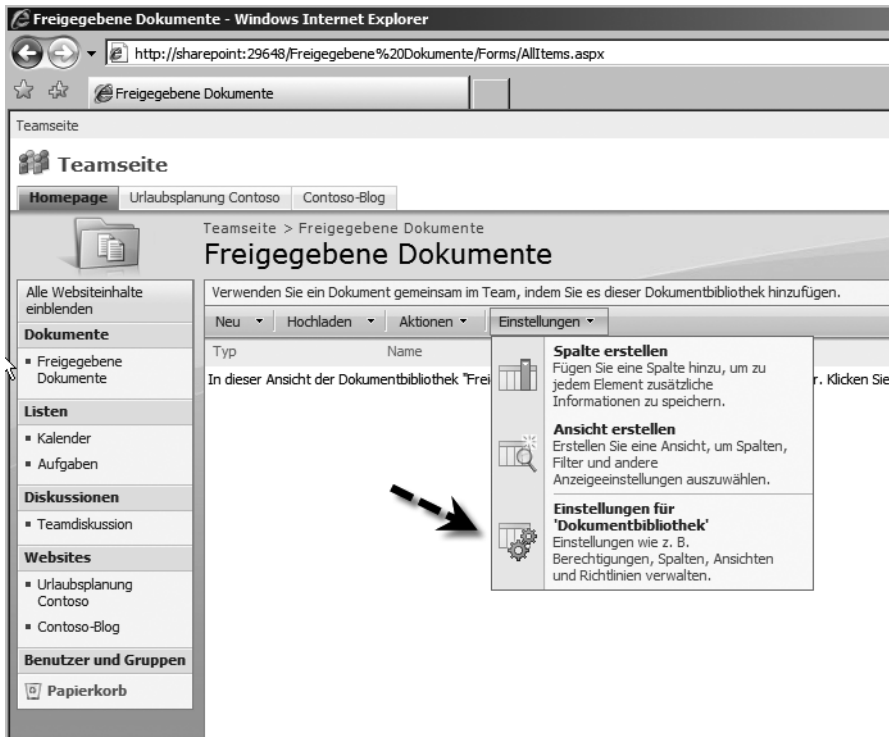 Freigegebene Dokumente - Windows Internet Explorer
http://sharepoint:29648/Freigegebene%20Dokumente/Forms/AllItems.aspx
Freigegebene Dokumente
Teamseite
Teamseite
Homepage Urlaubsplanung Contoso Contoso-Blog
Teamseite > Freigegebene Dokumente
Freigegebene Dokumente
Alle Websiteinhalte
einblenden
Dokumente
Freigegebene
Dokumente
Listen
Kalender
Aufgaben
Diskussionen
Teamdiskussion
Websites
Urlaubsplanung
Contoso
Contoso-Blog
Benutzer und Gruppen
Papierkorb
Verwenden Sie ein Dokument gemeinsam im Team, indem Sie es dieser Dokumentbibliothek hinzufügen.
Neu Hochladen Aktionen Einstellungen
Typ Name
In dieser Ansicht der Dokumentbibliothek "Frei r. Klicken Sie
Spalte erstellen
Fügen Sie eine Spalte hinzu, um zu
jedem Element zusätzliche
Informationen zu speichern.
Ansicht erstellen
Erstellen Sie eine Ansicht, um Spalten,
Filter und andere
Anzeigeeinstellungen auszuwählen.
Einstellungen für
'Dokumentbibliothek'
Einstellungen wie z. B.
Berechtigungen, Spalten, Ansichten
und Richtlinien verwalten.